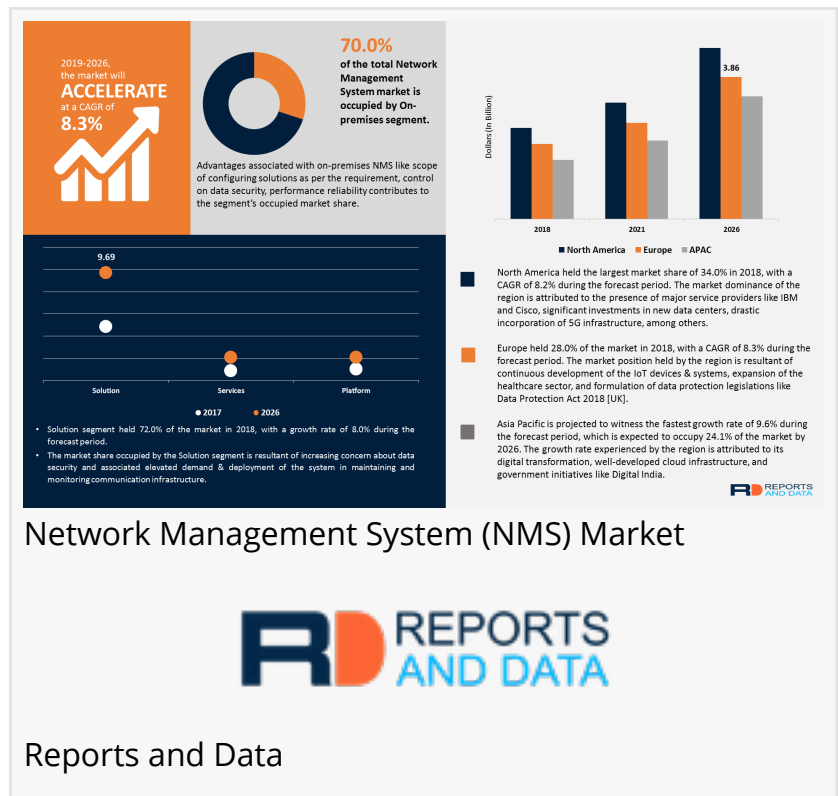 2019-2026,
the market will
ACCELERATE
at a CAGR of
8.3%
70.0%
of the total Network
Management
System market is
occupied by On-
premises segment.
Advantages associated with on-premises NMS like scope
of configuring solutions as per the requirement, control
on data security, performance reliability contributes to
the segment's occupied market share.
9.69
Solution Services Platform
2017 2026
• Solution segment held 72.0% of the market in 2018, with a growth rate of 8.0% during the
forecast period.
• The market share occupied by the Solution segment is resultant of increasing concern about data
security and associated elevated demand & deployment of the system in maintaining and
monitoring communication infrastructure.
Dollars (In Billion)
3.86
2018 2021 2026
North America Europe APAC
North America held the largest market share of 34.0% in 2018, with a
CAGR of 8.2% during the forecast period. The market dominance of the
region is attributed to the presence of major service providers like IBM
and Cisco, significant investments in new data centers, drastic
incorporation of 5G infrastructure, among others.
Europe held 28.0% of the market in 2018, with a CAGR of 8.3% during the
forecast period. The market position held by the region is resultant of
continuous development of the IoT devices & systems, expansion of the
healthcare sector, and formulation of data protection legislations like
Data Protection Act 2018 [UK].
Asia Pacific is projected to witness the fastest growth rate of 9.6% during
the forecast period, which is expected to occupy 24.1% of the market by
2026. The growth rate experienced by the region is attributed to its
digital transformation, well-developed cloud infrastructure, and
government initiatives like Digital India.
RD REPORTS
AND DATA
Network Management System (NMS) Market
RD REPORTS
AND DATA
Reports and Data